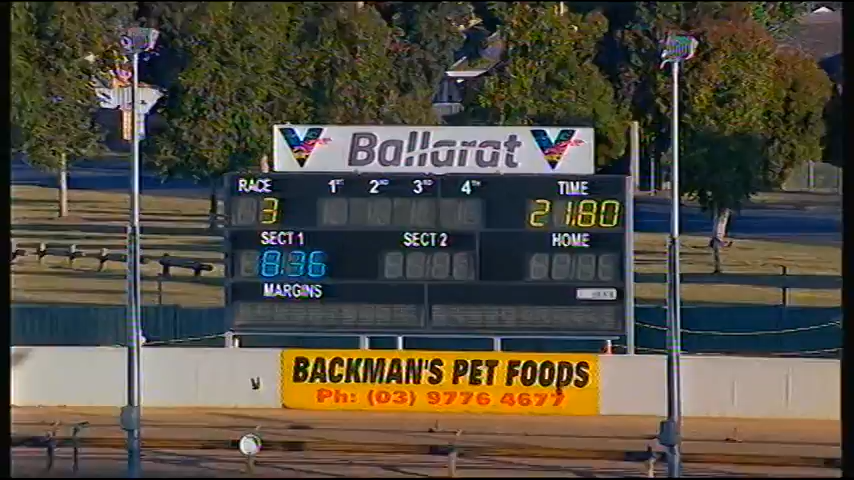 Ballarat
RACE 1st 2nd 3rd 4th TIME
3 21.80
SECT 1 SECT 2 HOME
8.36
MARGINS
BACKMAN'S PET FOODS
Ph: (03) 9776 4677